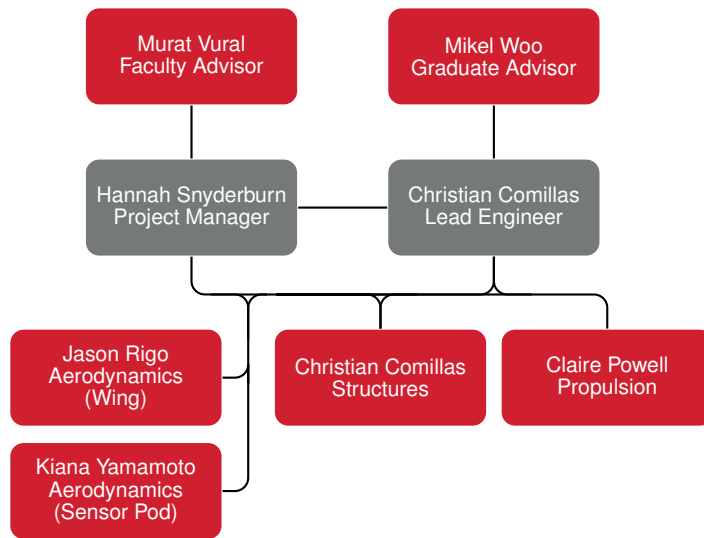 Murat Vural
Faculty Advisor
Mikel Woo
Graduate Advisor
Hannah Snyderburn
Project Manager
Christian Comillas
Lead Engineer
Jason Rigo
Aerodynamics
(Wing)
Christian Comillas
Structures
Claire Powell
Propulsion
Kiana Yamamoto
Aerodynamics
(Sensor Pod)